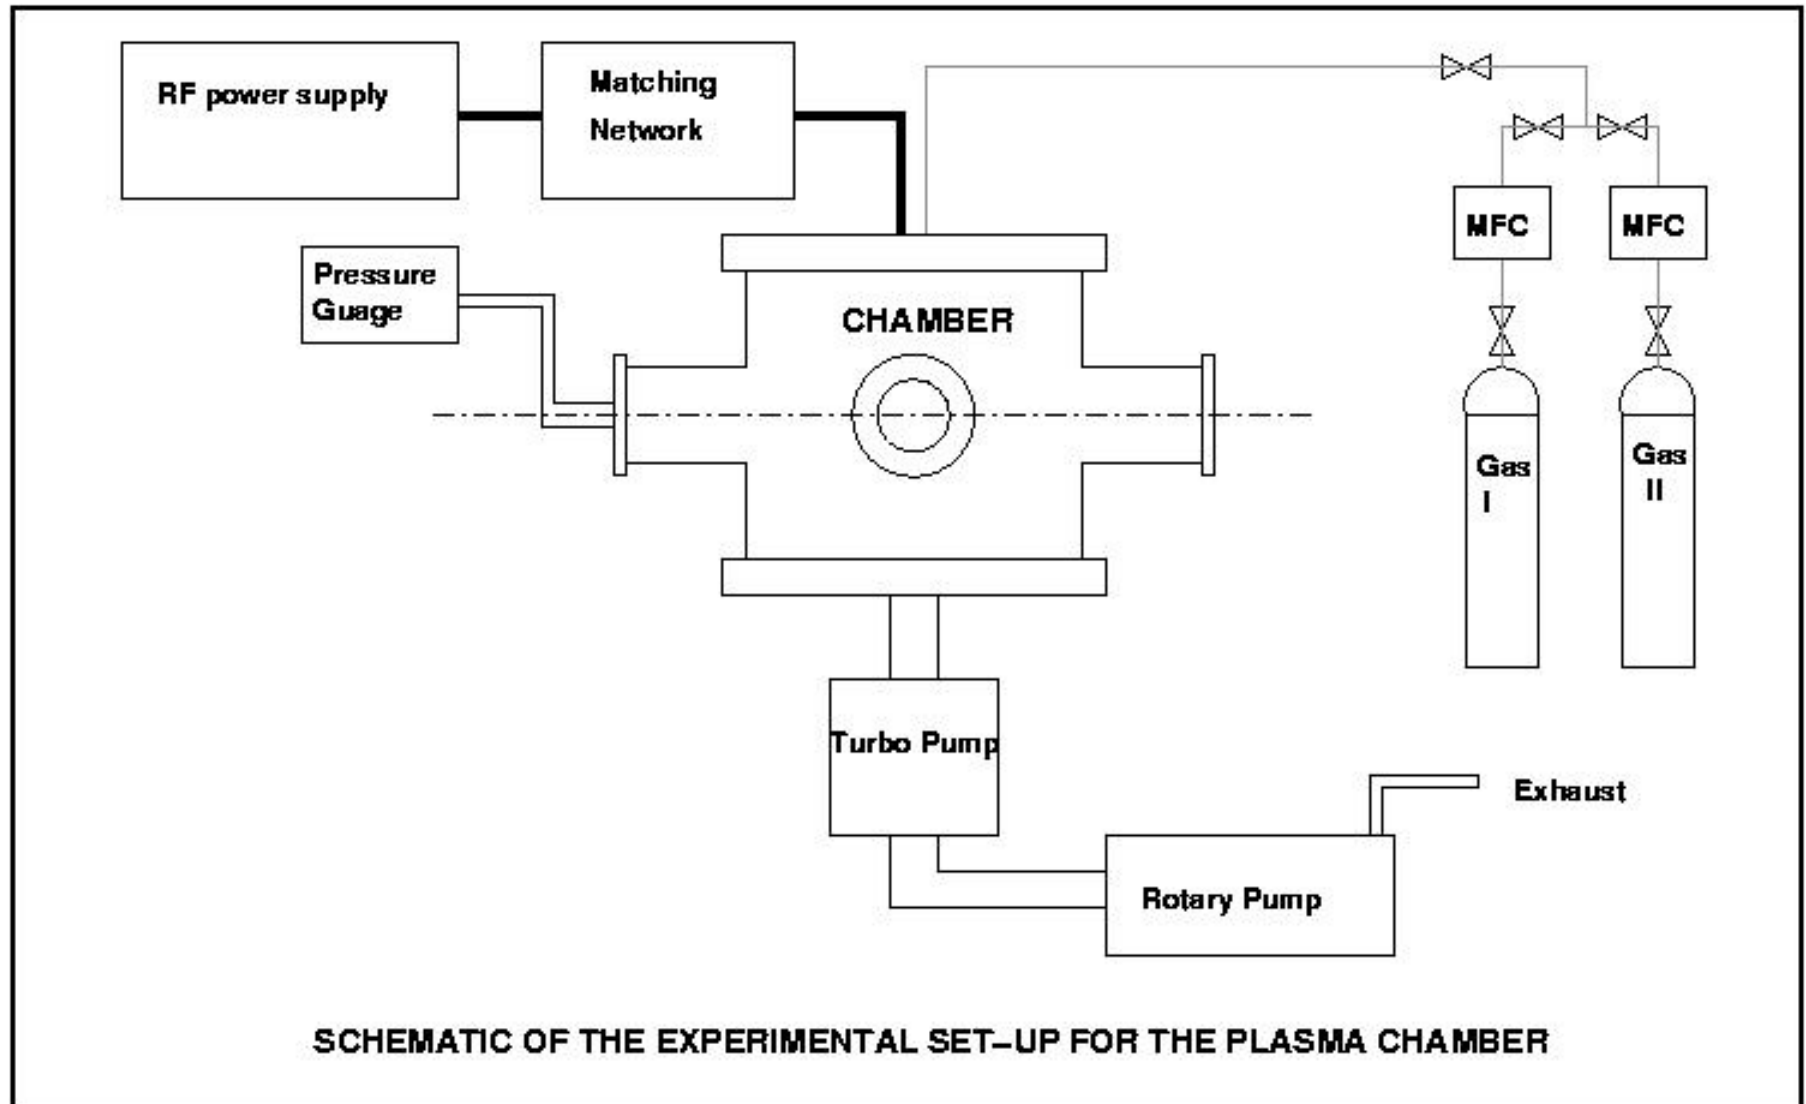 RF power supply
Matching
Network
MFC
MFC
Pressure
Guage
CHAMBER
Gas
I
Gas
II
Turbo Pump
Exhaust
Rotary Pump
SCHEMATIC OF THE EXPERIMENTAL SET–UP FOR THE PLASMA CHAMBER